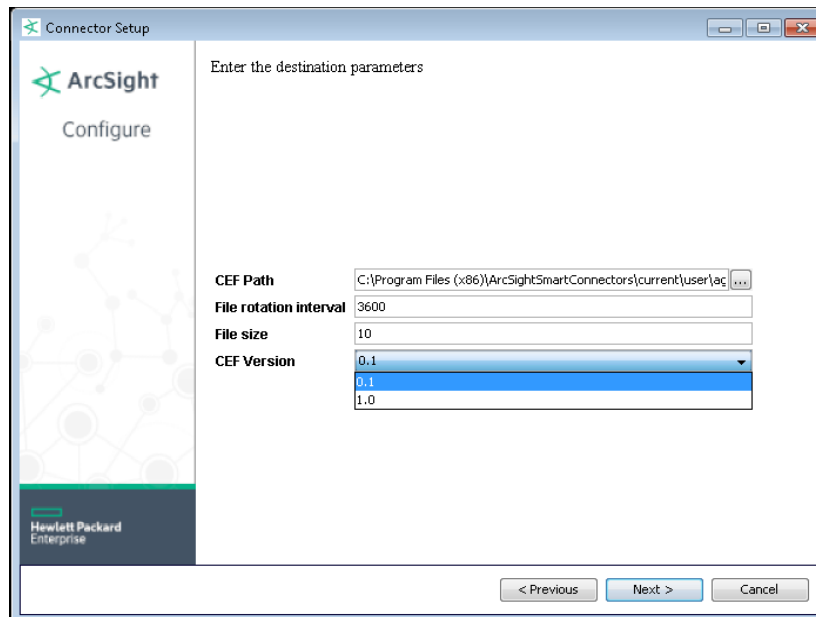 Connector Setup
ArcSight
Configure
Enter the destination parameters
CEF Path
C:\Program Files (x86)\ArcSightSmartConnectors\current\user\ag
...
File rotation interval
3600
File size
10
CEF Version
0.1
0.1
1.0
Hewlett Packard
Enterprise
< Previous
Next >
Cancel